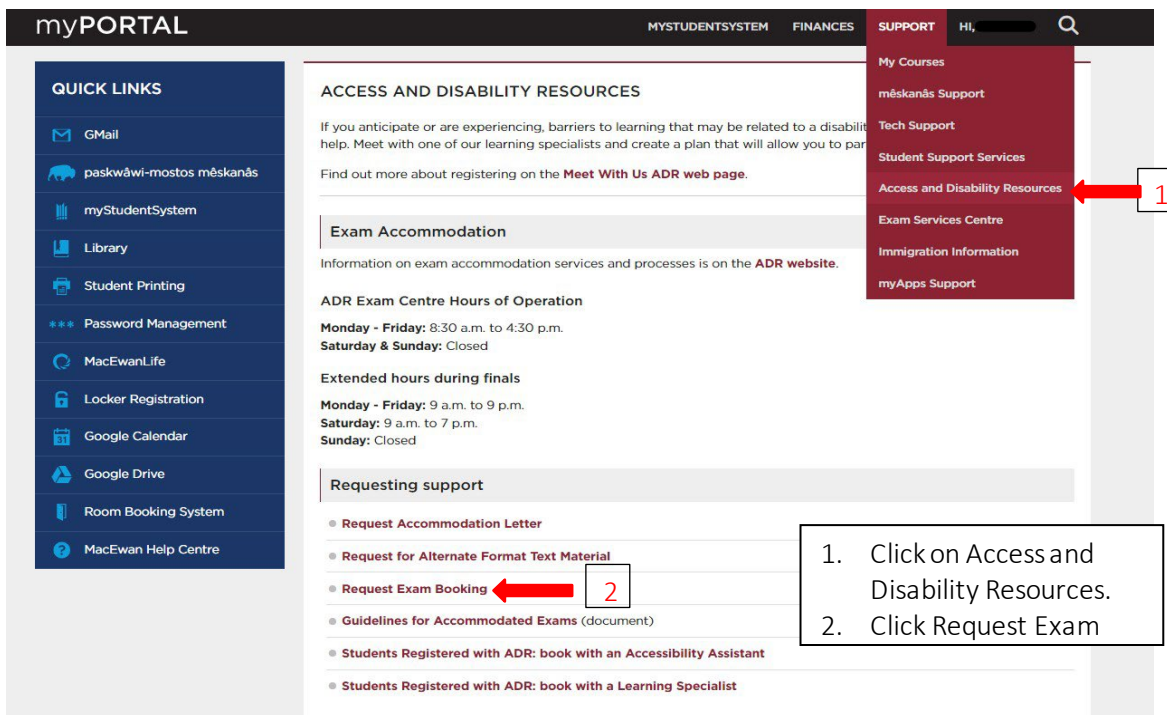 myPORTAL
MYSTUDENTSYSTEM FINANCES SUPPORT HI,
My Courses
mêskanâs Support
Tech Support
Student Support Services
Access and Disability Resources
Exam Services Centre
Immigration Information
myApps Support
1
QUICK LINKS
GMail
paskwâwi-mostos mêskanâs
myStudentSystem
Library
Student Printing
*** Password Management
MacEwanLife
Locker Registration
31 Google Calendar
Google Drive
Room Booking System
? MacEwan Help Centre
ACCESS AND DISABILITY RESOURCES
If you anticipate or are experiencing, barriers to learning that may be related to a disabilit
help. Meet with one of our learning specialists and create a plan that will allow you to par
Find out more about registering on the Meet With Us ADR web page.
Exam Accommodation
Information on exam accommodation services and processes is on the ADR website.
ADR Exam Centre Hours of Operation
Monday - Friday: 8:30 a.m. to 4:30 p.m.
Saturday & Sunday: Closed
Extended hours during finals
Monday - Friday: 9 a.m. to 9 p.m.
Saturday: 9 a.m. to 7 p.m.
Sunday: Closed
Requesting support
Request Accommodation Letter
Request for Alternate Format Text Material
Request Exam Booking
2
Guidelines for Accommodated Exams (document)
Students Registered with ADR: book with an Accessibility Assistant
Students Registered with ADR: book with a Learning Specialist
1. Click on Access and
Disability Resources.
2. Click Request Exam